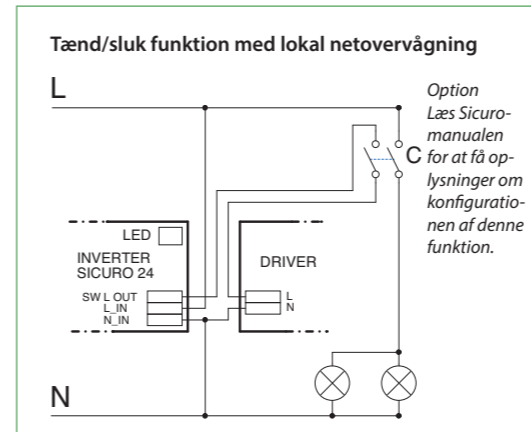 Tænd/sluk funktion med lokal netovervågning
L
Option
Læs Sicuro-
manualen
for at få op-
lysninger om
konfiguratio-
nen af denne
funktion.
C
LED
INVERTER
SICURO 24
DRIVER
SW L OUT
L_IN
N_IN
L
N
N